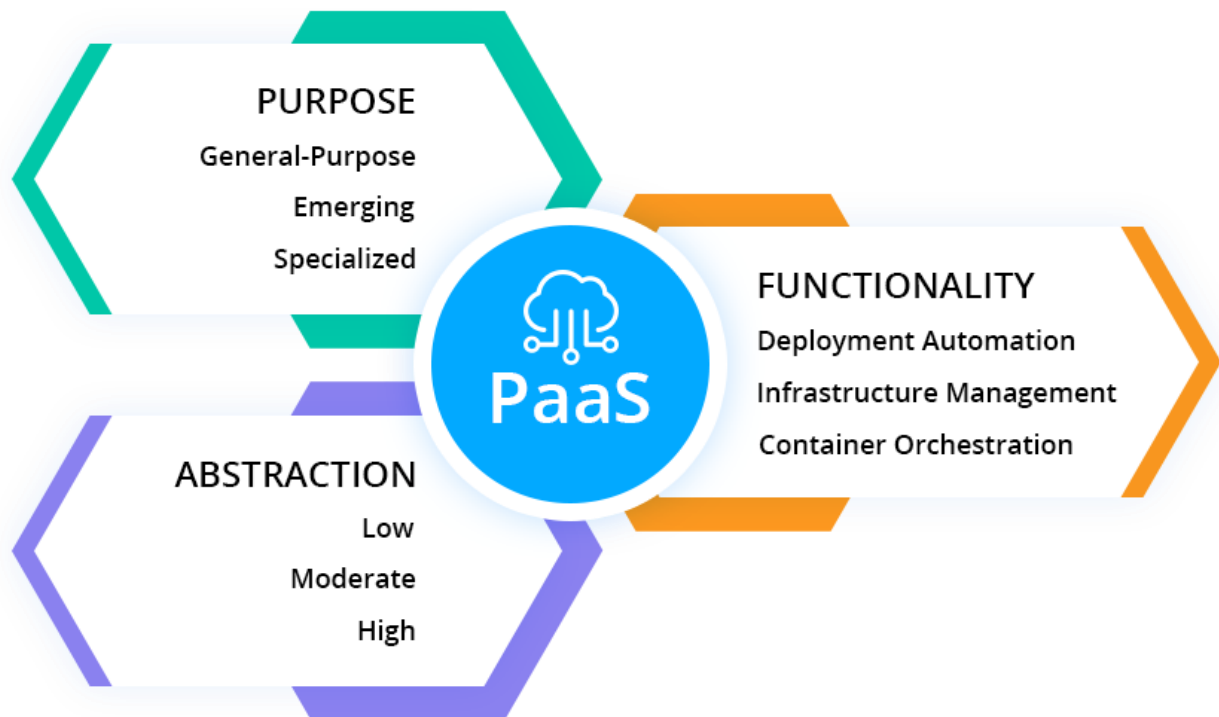 PURPOSE
General-Purpose
Emerging
Specialized
PaaS
FUNCTIONALITY
Deployment Automation
Infrastructure Management
Container Orchestration
ABSTRACTION
Low
Moderate
High